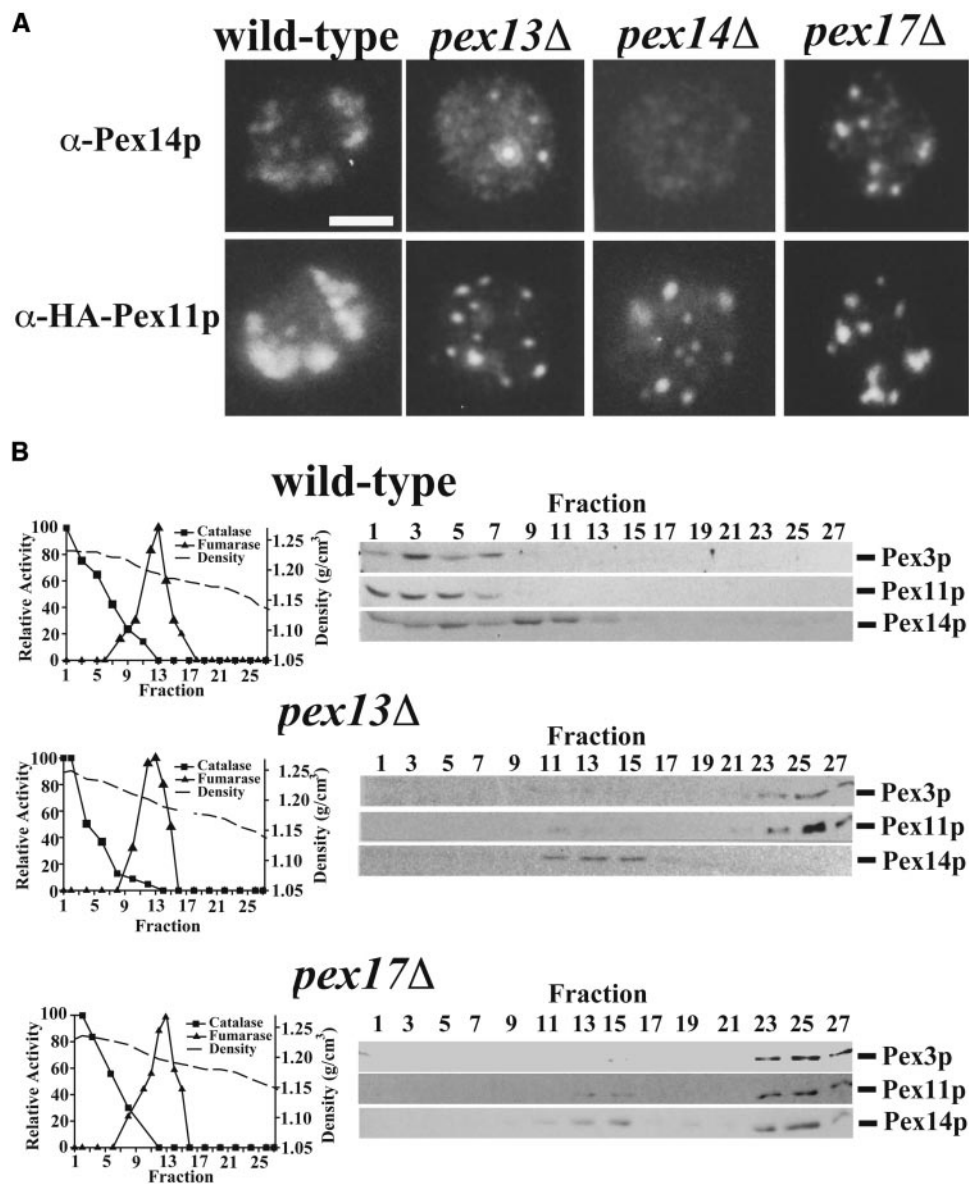 A
wild-type pex13Δ pex14Δ pex17Δ
α-Pex14p
α-HA-Pex11p
B
wild-type
Fraction
1 3 5 7 9 11 13 15 17 19 21 23 25 27
Pex3p
Pex11p
Pex14p
Relative Activity
100
80
60
40
20
0
Catalase
Fumarase
Density
1.25
1.20
1.15
1.10
1.05
Density (g/cm³)
1 5 9 13 17 21 25
Fraction
pex13Δ
Fraction
1 3 5 7 9 11 13 15 17 19 21 23 25 27
Pex3p
Pex11p
Pex14p
Relative Activity
100
80
60
40
20
0
Catalase
Fumarase
Density
1.25
1.20
1.15
1.10
1.05
Density (g/cm³)
1 5 9 13 17 21 25
Fraction
pex17Δ
Fraction
1 3 5 7 9 11 13 15 17 19 21 23 25 27
Pex3p
Pex11p
Pex14p
Relative Activity
100
80
60
40
20
0
Catalase
Fumarase
Density
1.25
1.20
1.15
1.10
1.05
Density (g/cm³)
1 5 9 13 17 21 25
Fraction